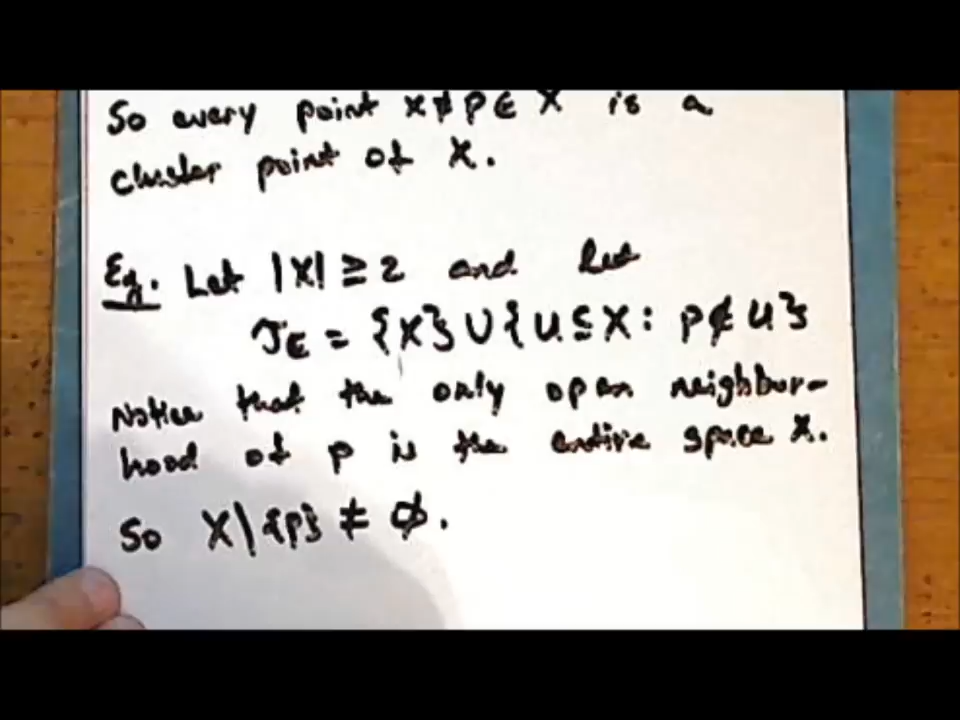 So every point x≠p∈X is a
cluster point of X.
Eg. Let |X| ≥ 2 and let
𝒯_E = {X} ∪ {U ⊆ X : p ∉ U}
Notice that the only open neighbor-
hood of p is the entire space X.
So X \ {p} ≠ ∅.